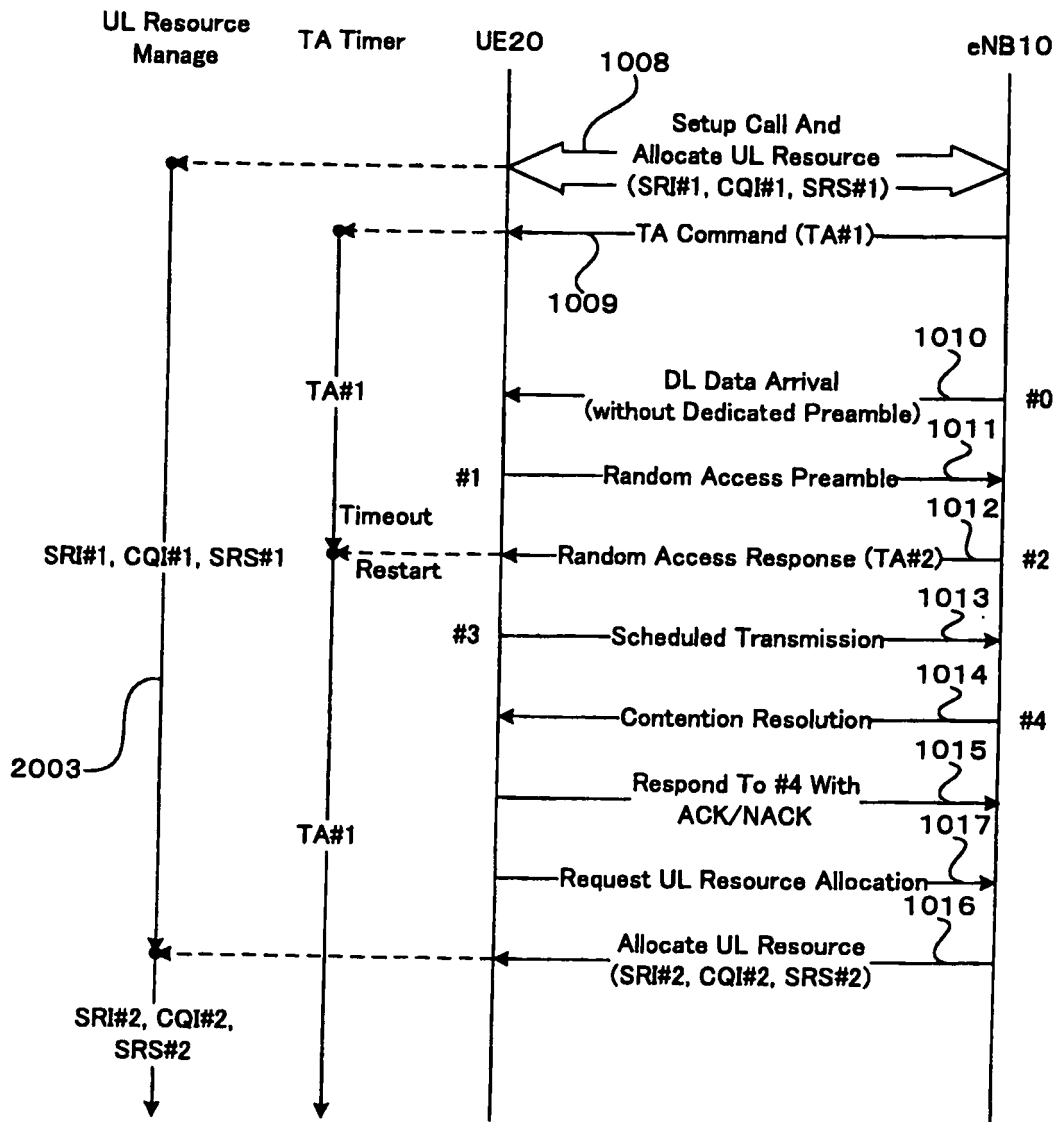 UL Resource
Manage
TA Timer
UE20
eNB10
1008
Setup Call And
Allocate UL Resource
(SRI#1, CQI#1, SRS#1)
TA Command (TA#1)
1009
1010
TA#1
DL Data Arrival
(without Dedicated Preamble)
#0
1011
#1
Random Access Preamble
1012
Timeout
SRI#1, CQI#1, SRS#1
Restart
Random Access Response (TA#2)
#2
1013
#3
Scheduled Transmission
1014
Contention Resolution
#4
2003
1015
Respond To #4 With
ACK/NACK
TA#1
1017
Request UL Resource Allocation
1016
Allocate UL Resource
(SRI#2, CQI#2, SRS#2)
SRI#2, CQI#2,
SRS#2